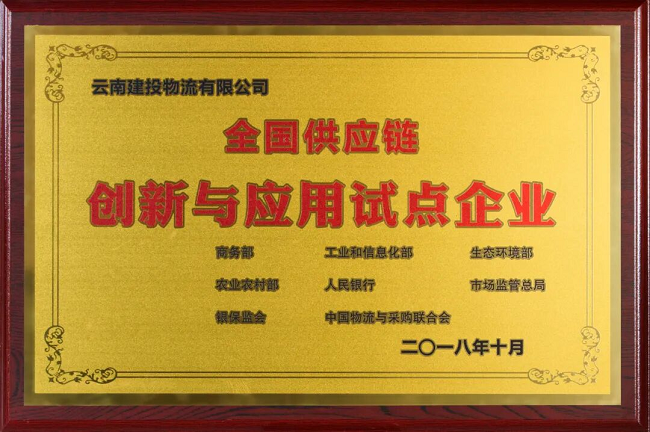 云南建投物流有限公司
全国供应链
创新与应用试点企业
商务部 工业和信息化部 生态环境部
农业农村部 人民银行 市场监管总局
银保监会 中国物流与采购联合会
二〇一八年十月